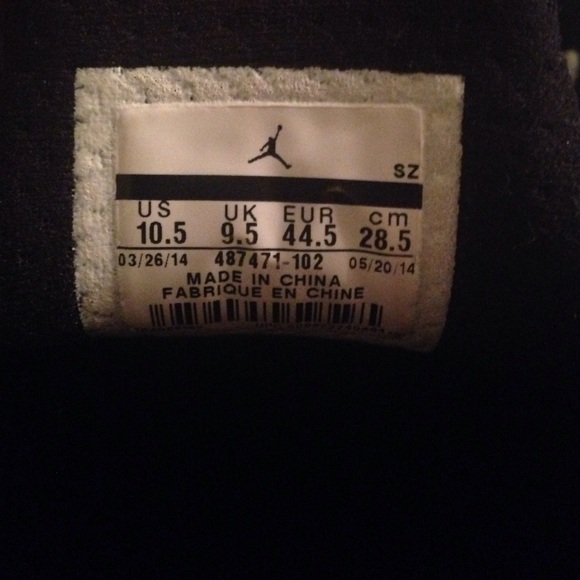 SZ
US UK EUR cm
10.5 9.5 44.5 28.5
03/26/14 487471-102 05/20/14
MADE IN CHINA
FABRIQUE EN CHINE